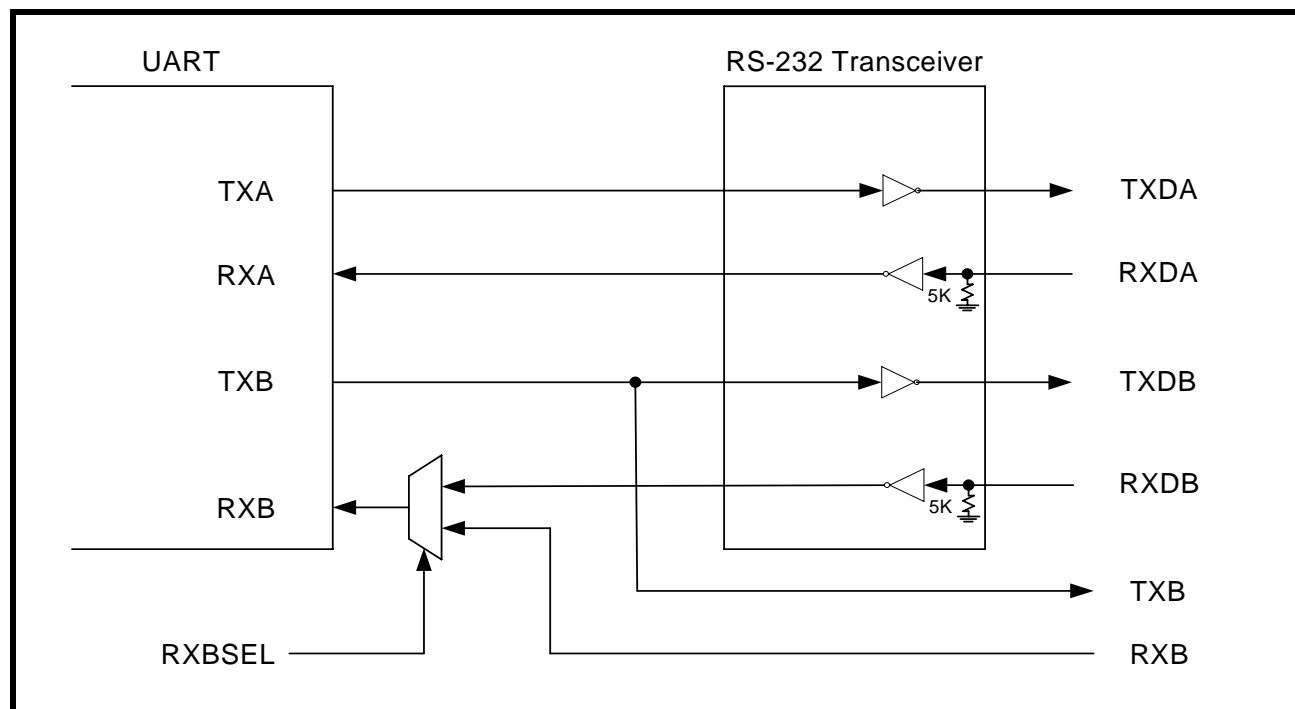 UART
RS-232 Transceiver
TXA
TXDA
RXA
5K
RXDA
TXB
TXDB
RXB
5K
RXDB
TXB
RXBSEL
RXB